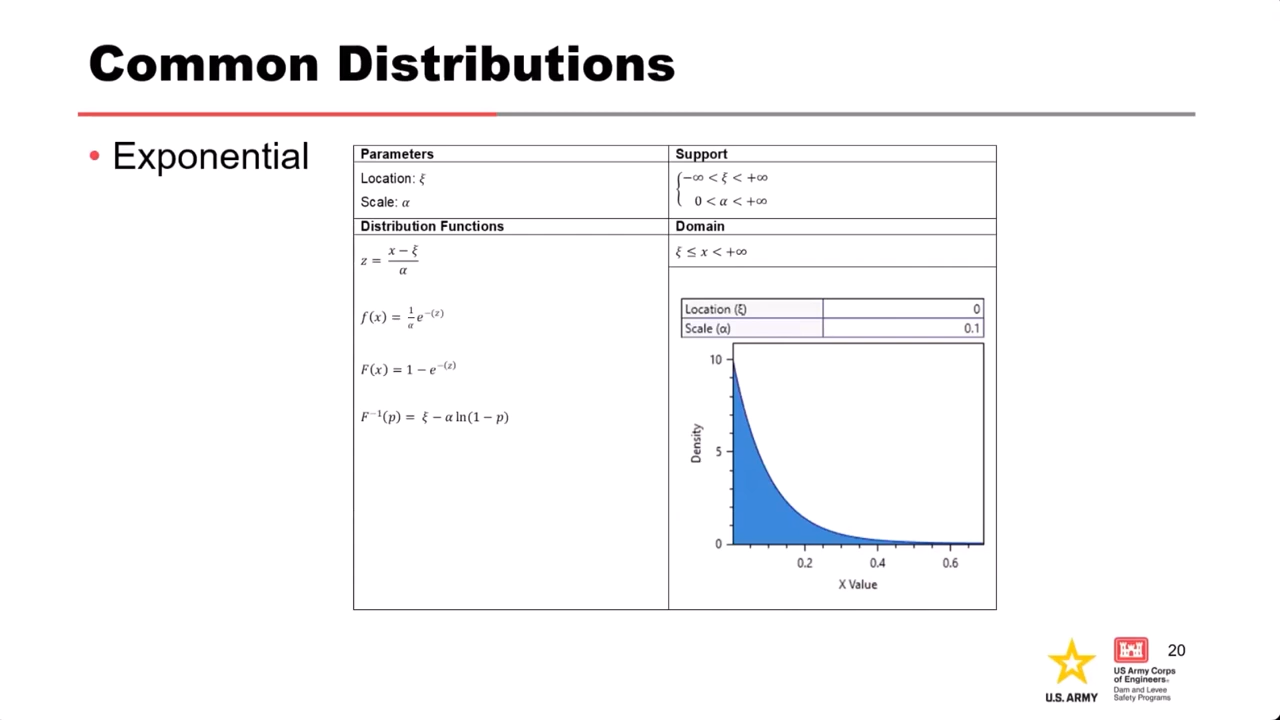 Common Distributions
• Exponential
Parameters
Support
Location: ξ
Scale: α
−∞ < ξ < +∞
0 < α < +∞
Distribution Functions
Domain
z = (x − ξ)/α
ξ ≤ x < +∞
f(x) = 1/α e^−(z)
F(x) = 1 − e^−(z)
F^−1(p) = ξ − α ln(1 − p)
Location (ξ) 0
Scale (α) 0.1
10
5
0
Density
0.2 0.4 0.6
X Value
U.S. ARMY
US Army Corps
of Engineers®
Dam and Levee
Safety Programs
20